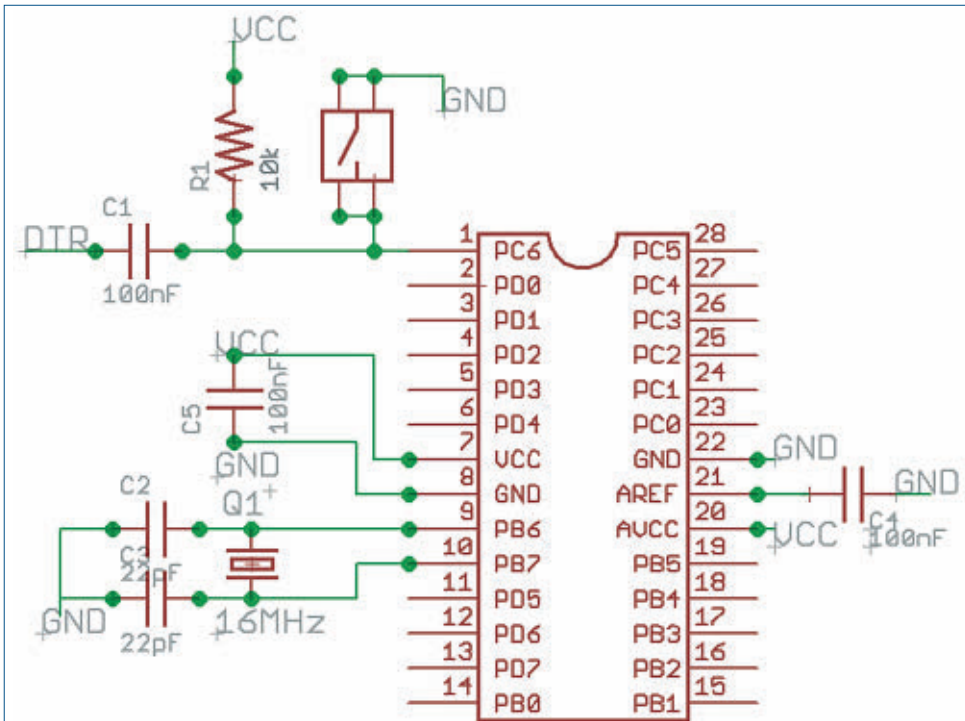 VCC
GND
R1
10k
C1
DTR
100nF
1
PC6
2
PD0
3
PD1
4
PD2
5
PD3
6
PD4
7
VCC
8
GND
9
PB6
10
PB7
11
PD5
12
PD6
13
PD7
14
PB0
28
PC5
27
PC4
26
PC3
25
PC2
24
PC1
23
PC0
22
GND
21
AREF
20
AVCC
19
PB5
18
PB4
17
PB3
16
PB2
15
PB1
VCC
C5
100nF
GND
C2
Q1
C3
22pF
GND
22pF
16MHz
GND
GND
C4
VCC
100nF